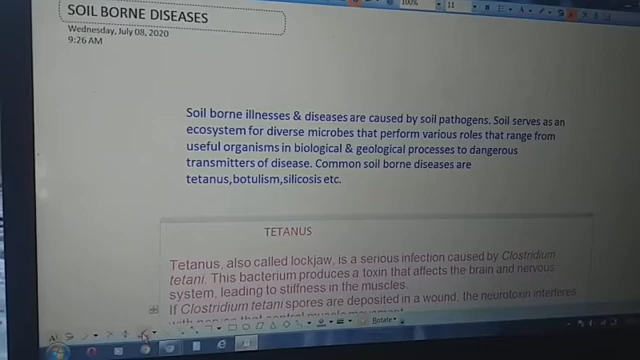 100%
11
SOIL BORNE DISEASES
Wednesday, July 08, 2020
9:26 AM
Soil borne illnesses & diseases are caused by soil pathogens. Soil serves as an
ecosystem for diverse microbes that perform various roles that range from
useful organisms in biological & geological processes to dangerous
transmitters of disease. Common soil borne diseases are
tetanus,botulism,silicosis etc.
TETANUS
Tetanus, also called lockjaw, is a serious infection caused by Clostridium
tetani. This bacterium produces a toxin that affects the brain and nervous
system, leading to stiffness in the muscles.
If Clostridium tetani spores are deposited in a wound, the neurotoxin interferes
Rotate